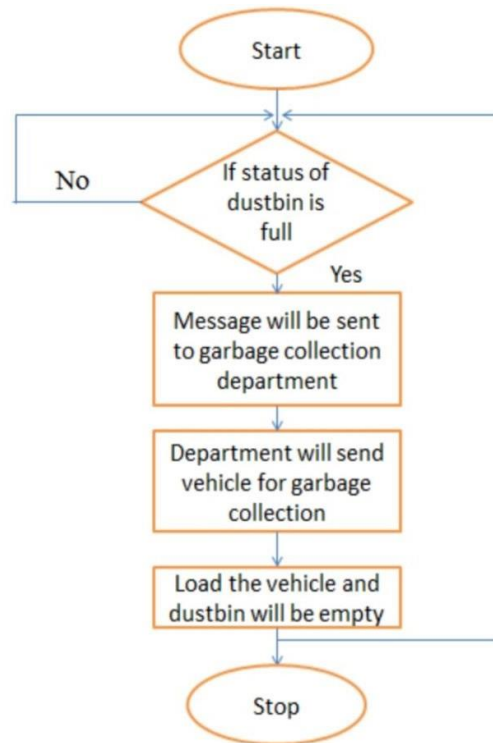 Start
If status of
dustbin is
full
No
Yes
Message will be sent
to garbage collection
department
Department will send
vehicle for garbage
collection
Load the vehicle and
dustbin will be empty
Stop